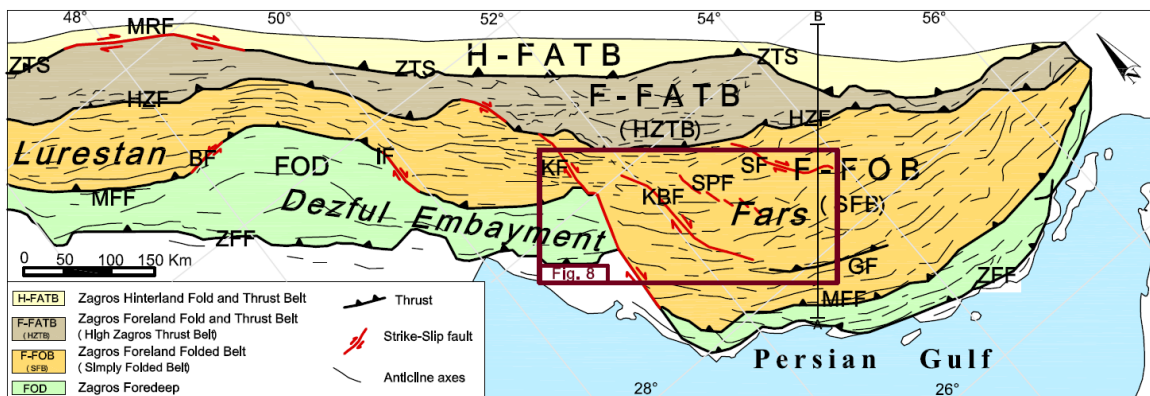 48°
50°
52°
54°
56°
B
MRF
ZTS
ZTS
ZTS
H-FATB
F-FATB
(HZTB)
HZF
HZF
Lurestan
BF
FOD
IF
KF
SF
F-FOB
(SFB)
SPF
KBF
Fars
MFF
Dezful Embayment
ZFF
GF
ZFF
MFF
A
Fig. 8
0 50 100 150 Km
Persian Gulf
28°
26°
H-FATB Zagros Hinterland Fold and Thrust Belt
F-FATB (HZTB) Zagros Foreland Fold and Thrust Belt
(High Zagros Thrust Belt)
F-FOB (SFB) Zagros Foreland Folded Belt
(Simply Folded Belt)
FOD Zagros Foredeep
Thrust
Strike-Slip fault
Anticline axes
N